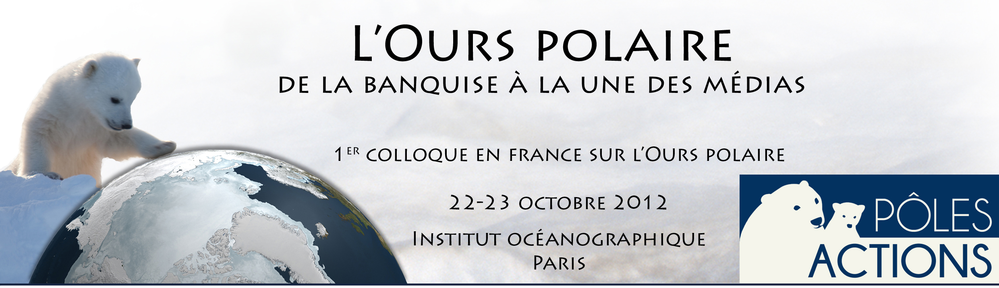 L’Ours polaire
de la banquise à la une des médias
1er colloque en france sur l’Ours polaire
22-23 octobre 2012
Institut océanographique
Paris
PÔLES
ACTIONS